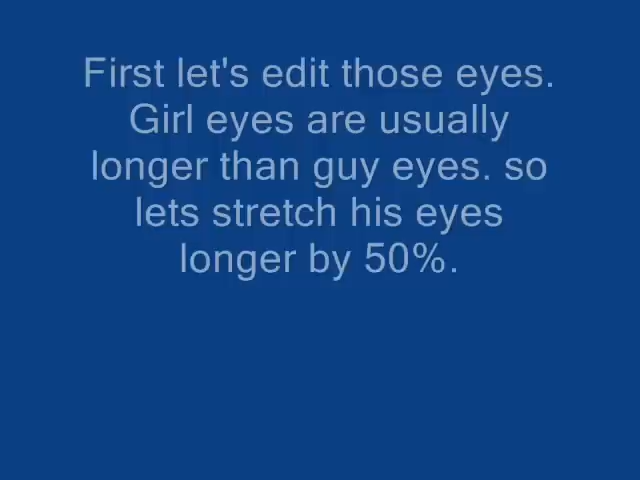 First let's edit those eyes.
Girl eyes are usually
longer than guy eyes. so
lets stretch his eyes
longer by 50%.